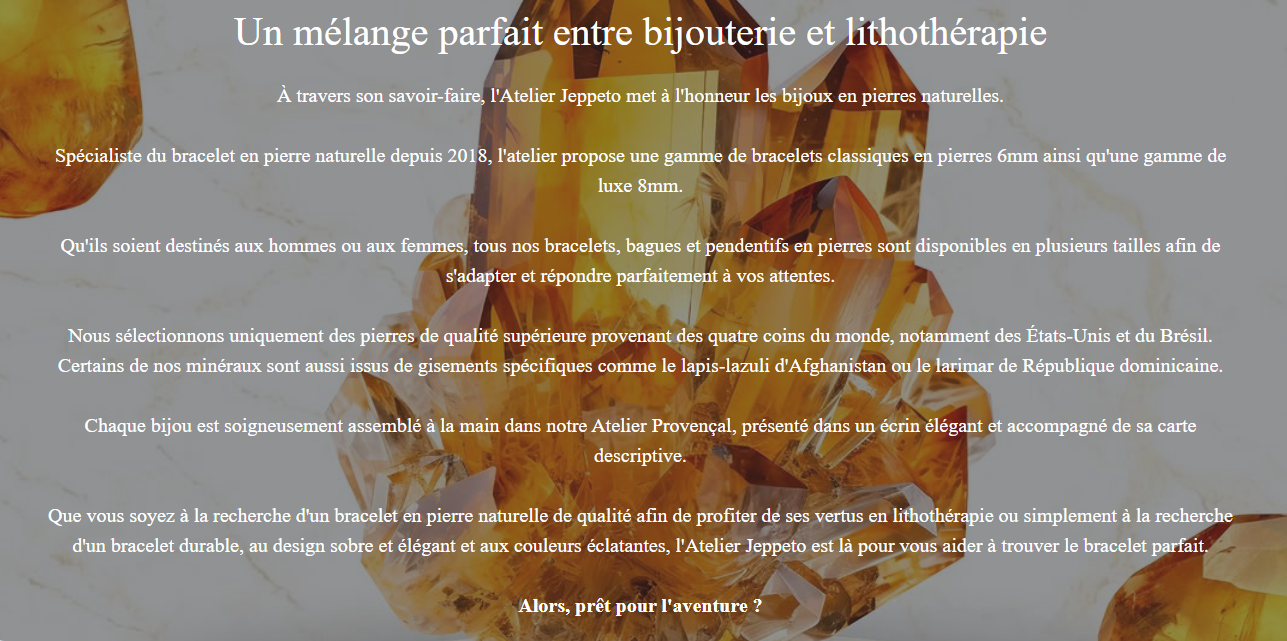 Un mélange parfait entre bijouterie et lithothérapie
À travers son savoir-faire, l'Atelier Jeppeto met à l'honneur les bijoux en pierres naturelles.
Spécialiste du bracelet en pierre naturelle depuis 2018, l'atelier propose une gamme de bracelets classiques en pierres 6mm ainsi qu'une gamme de
luxe 8mm.
Qu'ils soient destinés aux hommes ou aux femmes, tous nos bracelets, bagues et pendentifs en pierres sont disponibles en plusieurs tailles afin de
s'adapter et répondre parfaitement à vos attentes.
Nous sélectionnons uniquement des pierres de qualité supérieure provenant des quatre coins du monde, notamment des États-Unis et du Brésil.
Certains de nos minéraux sont aussi issus de gisements spécifiques comme le lapis-lazuli d'Afghanistan ou le larimar de République dominicaine.
Chaque bijou est soigneusement assemblé à la main dans notre Atelier Provençal, présenté dans un écrin élégant et accompagné de sa carte
descriptive.
Que vous soyez à la recherche d'un bracelet en pierre naturelle de qualité afin de profiter de ses vertus en lithothérapie ou simplement à la recherche
d'un bracelet durable, au design sobre et élégant et aux couleurs éclatantes, l'Atelier Jeppeto est là pour vous aider à trouver le bracelet parfait.
Alors, prêt pour l'aventure ?